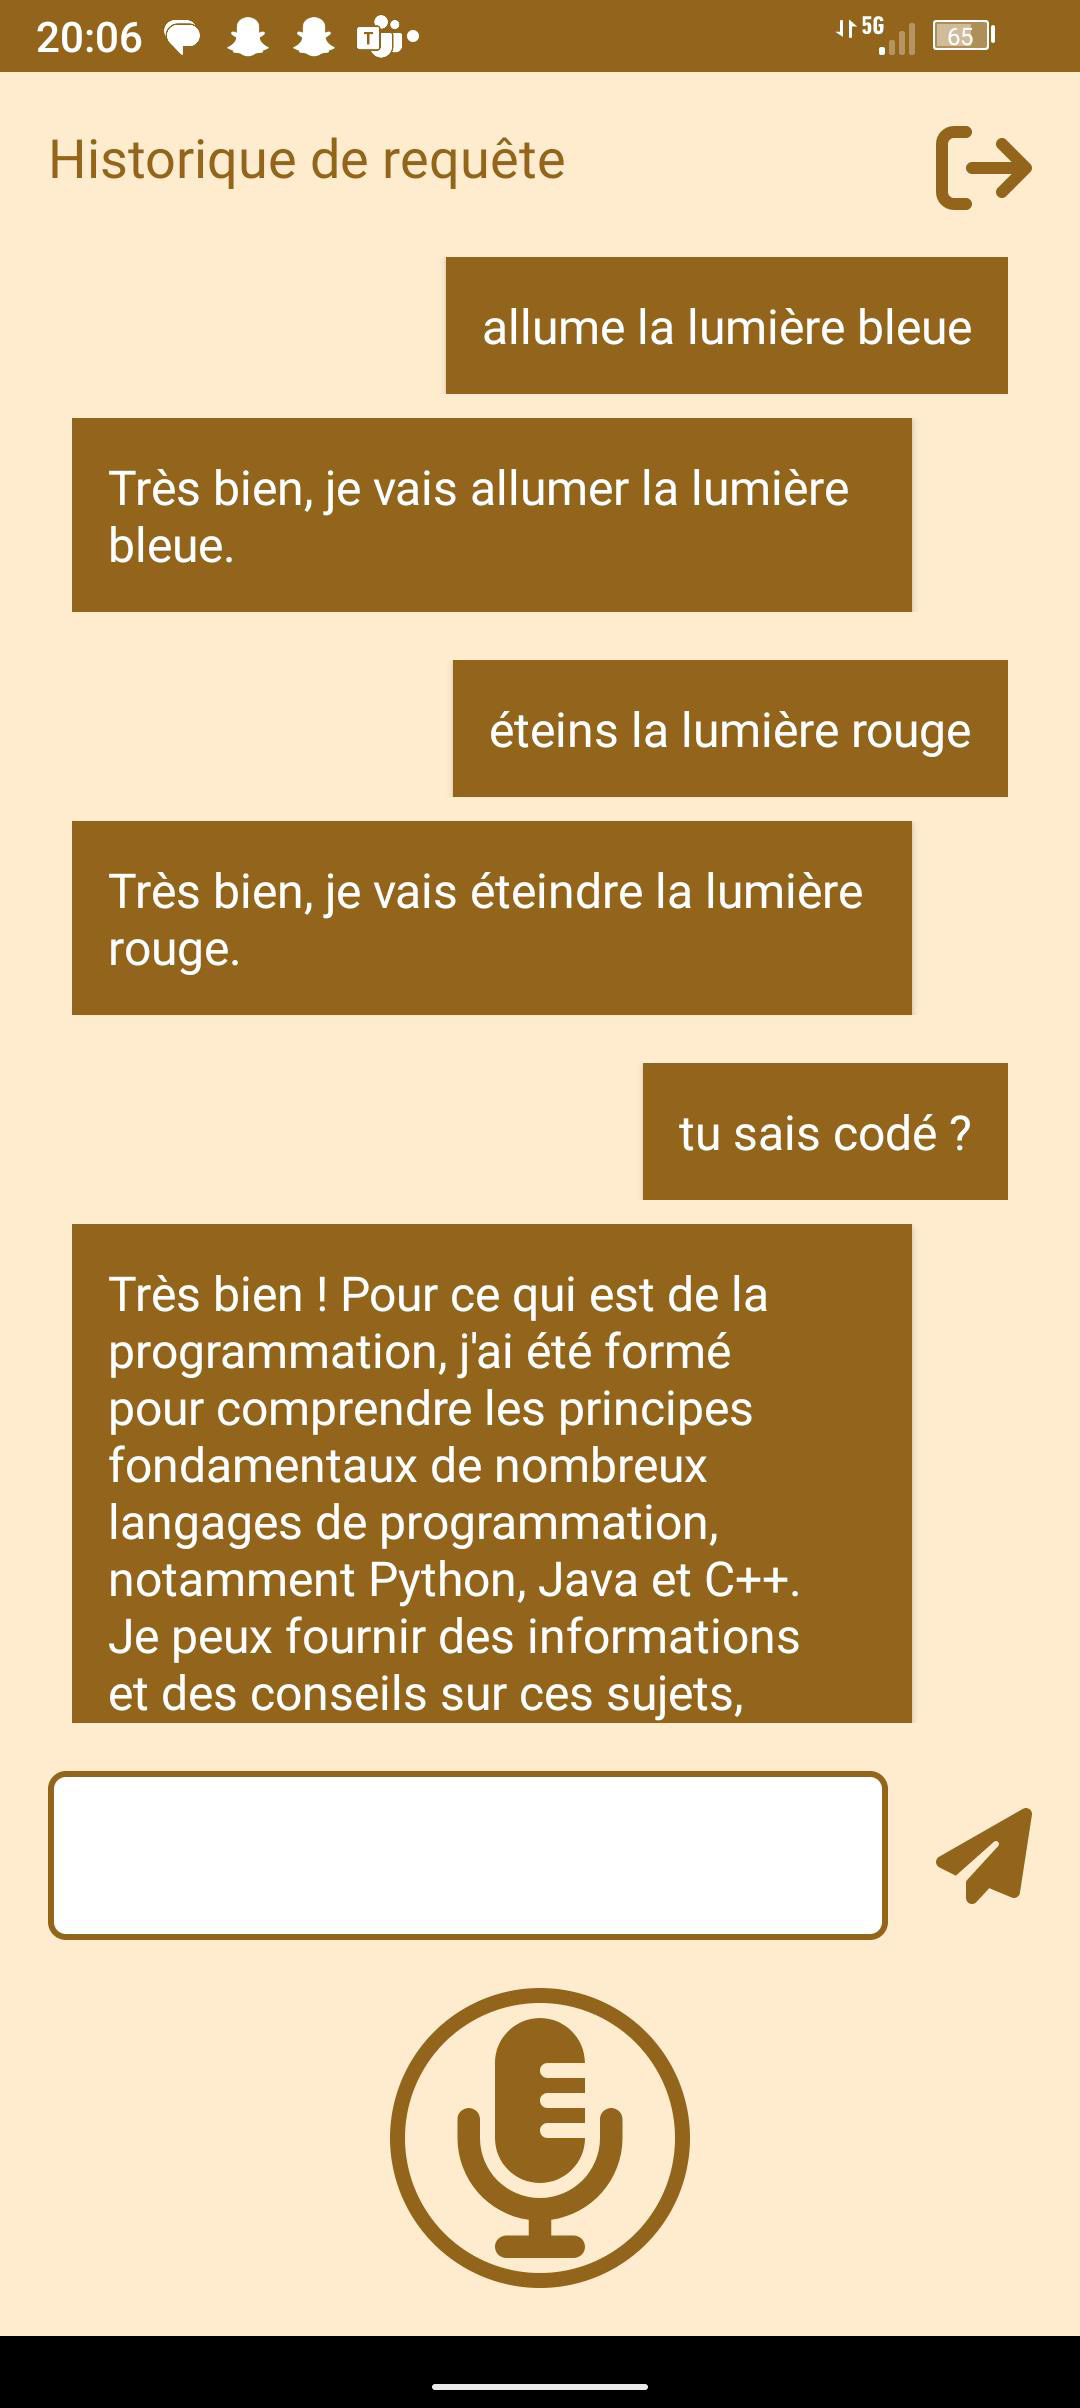 20:06
T
5G
65
Historique de requête
allume la lumière bleue
Très bien, je vais allumer la lumière
bleue.
éteins la lumière rouge
Très bien, je vais éteindre la lumière
rouge.
tu sais codé ?
Très bien ! Pour ce qui est de la
programmation, j'ai été formé
pour comprendre les principes
fondamentaux de nombreux
langages de programmation,
notamment Python, Java et C++.
Je peux fournir des informations
et des conseils sur ces sujets,